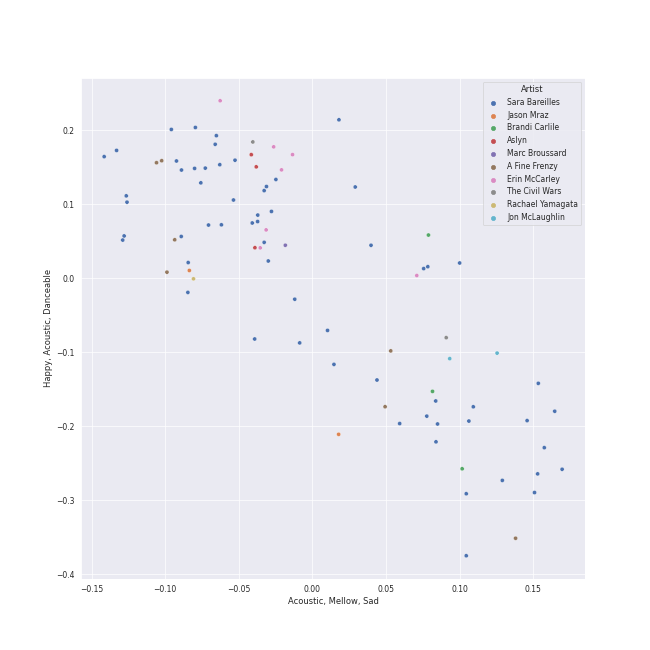 Artist
Sara Bareilles
Jason Mraz
Brandi Carlile
Aslyn
Marc Broussard
A Fine Frenzy
Erin McCarley
The Civil Wars
Rachael Yamagata
Jon McLaughlin
0.2
0.1
0.0
−0.1
−0.2
−0.3
−0.4
Happy, Acoustic, Danceable
−0.15 −0.10 −0.05 0.00 0.05 0.10 0.15
Acoustic, Mellow, Sad